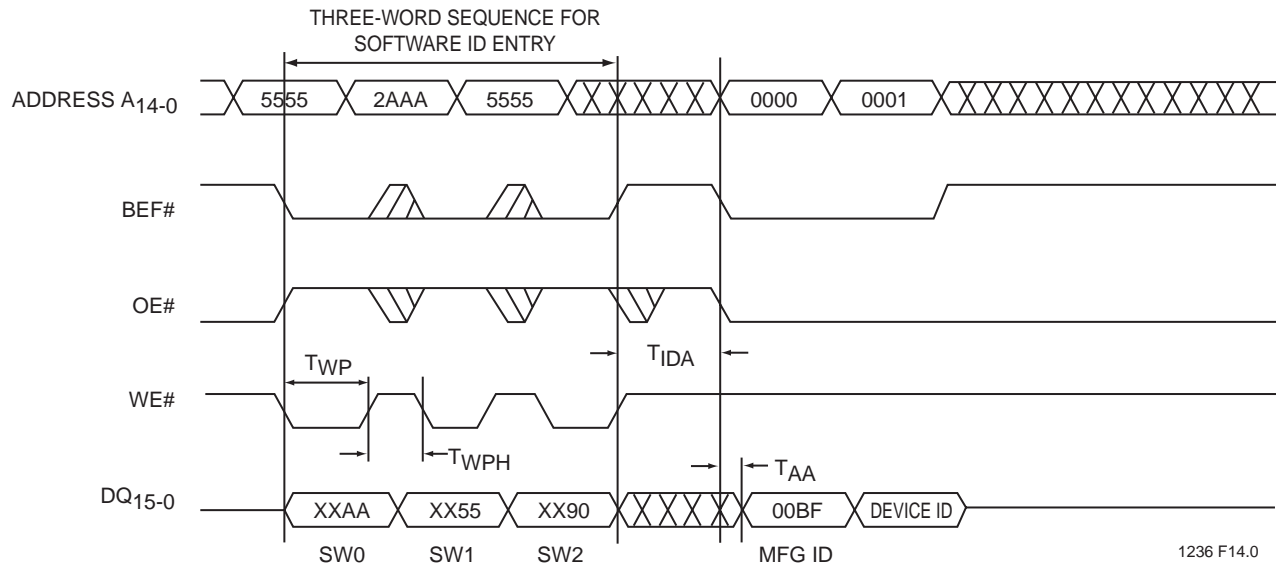 THREE-WORD SEQUENCE FOR
SOFTWARE ID ENTRY
ADDRESS A14-0
5555 2AAA 5555 0000 0001
BEF#
OE#
TIDA
TWP
WE#
TWPH
TAA
DQ15-0
XXAA XX55 XX90 00BF DEVICE ID
SW0 SW1 SW2 MFG ID
1236 F14.0